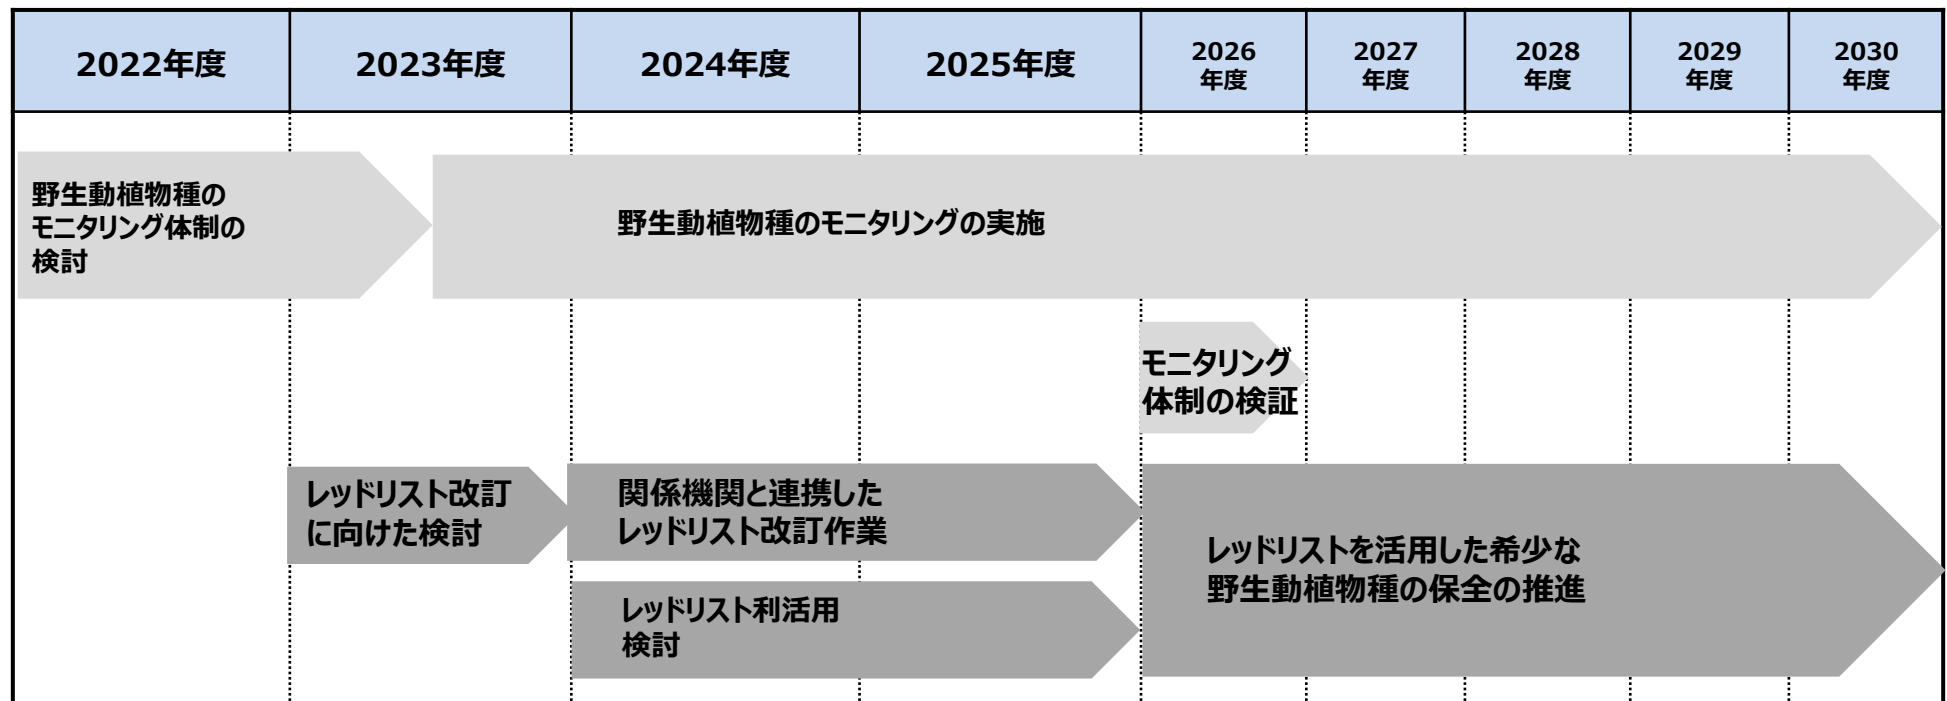 2022年度
2023年度
2024年度
2025年度
2026
年度
2027
年度
2028
年度
2029
年度
2030
年度
野生動植物種の
モニタリング体制の
検討
野生動植物種のモニタリングの実施
モニタリング
体制の検証
レッドリスト改訂
に向けた検討
関係機関と連携した
レッドリスト改訂作業
レッドリスト利活用
検討
レッドリストを活用した希少な
野生動植物種の保全の推進